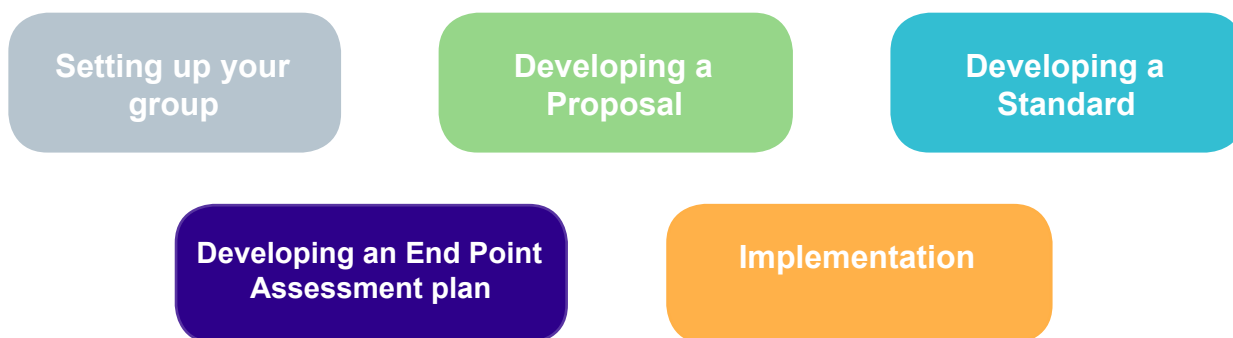 Setting up your
group
Developing a
Proposal
Developing a
Standard
Developing an End Point
Assessment plan
Implementation